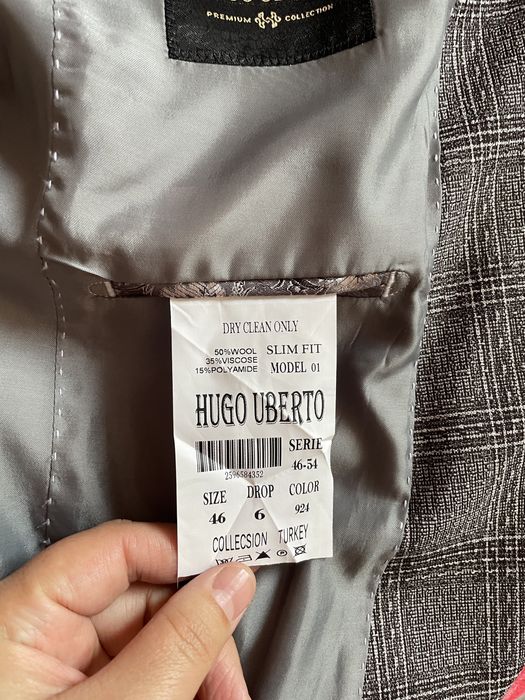 PREMIUM COLLECTION
DRY CLEAN ONLY
50%WOOL
35%VISCOSE
15%POLYAMIDE
SLIM FIT
MODEL 01
HUGO UBERTO
2596584352
SERIE
46-54
SIZE DROP COLOR
46 6 924
COLLECSION TURKEY